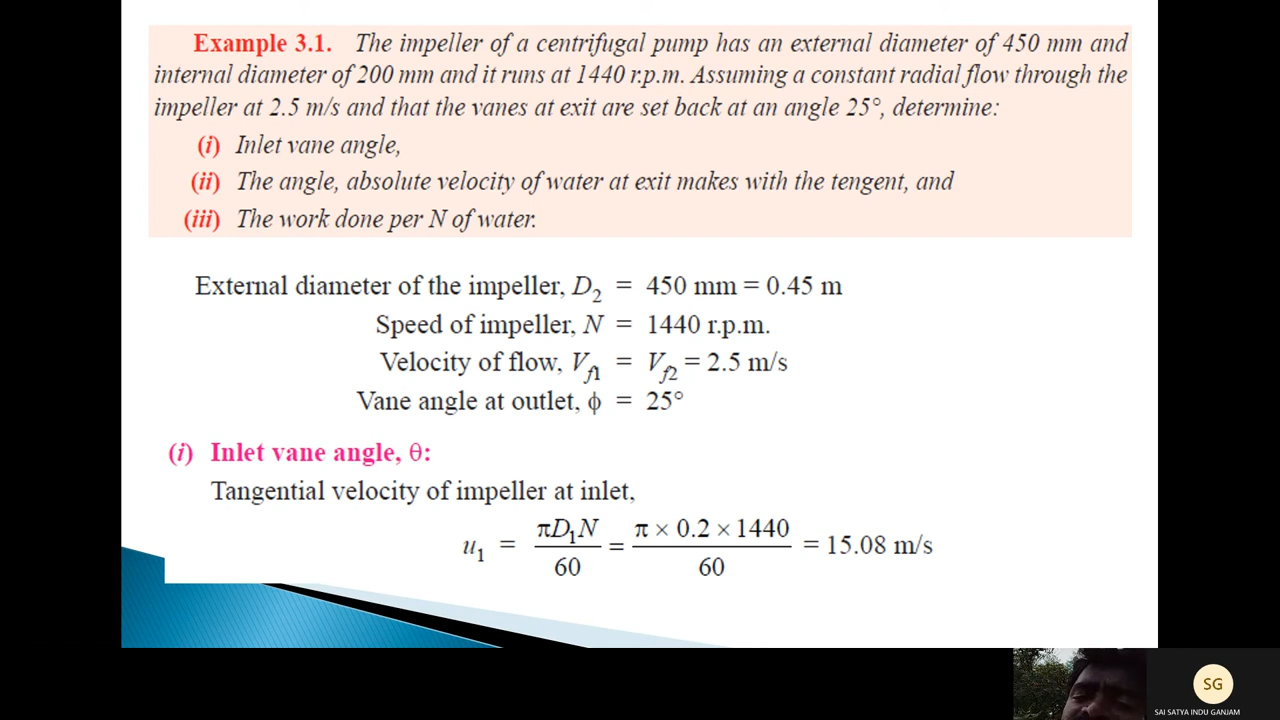 Example 3.1. The impeller of a centrifugal pump has an external diameter of 450 mm and
internal diameter of 200 mm and it runs at 1440 r.p.m. Assuming a constant radial flow through the
impeller at 2.5 m/s and that the vanes at exit are set back at an angle 25°, determine:
(i) Inlet vane angle,
(ii) The angle, absolute velocity of water at exit makes with the tengent, and
(iii) The work done per N of water.
External diameter of the impeller, D₂ = 450 mm = 0.45 m
Speed of impeller, N = 1440 r.p.m.
Velocity of flow, V_f1 = V_f2 = 2.5 m/s
Vane angle at outlet, ϕ = 25°
(i) Inlet vane angle, θ:
Tangential velocity of impeller at inlet,
u₁ = πD₁N/60 = π × 0.2 × 1440/60 = 15.08 m/s
SG
SAI SATYA INDU GANJAM